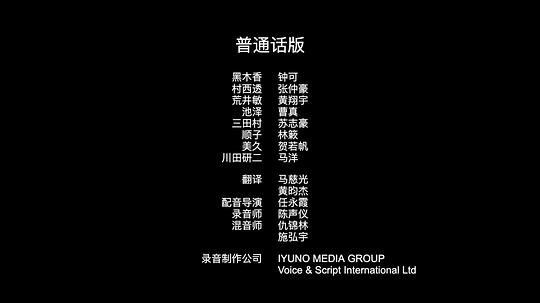 普通话版
黑木香 钟可
村西透 张仲豪
荒井敏 黄翔宇
池泽 曹真
三田村 苏志豪
顺子 林簌
美久 贺若帆
川田研二 马洋
翻译 马慈光
黄昀杰
配音导演 任永霞
录音师 陈声仪
混音师 仇锦林
施弘宇
录音制作公司 IYUNO MEDIA GROUP
Voice & Script International Ltd